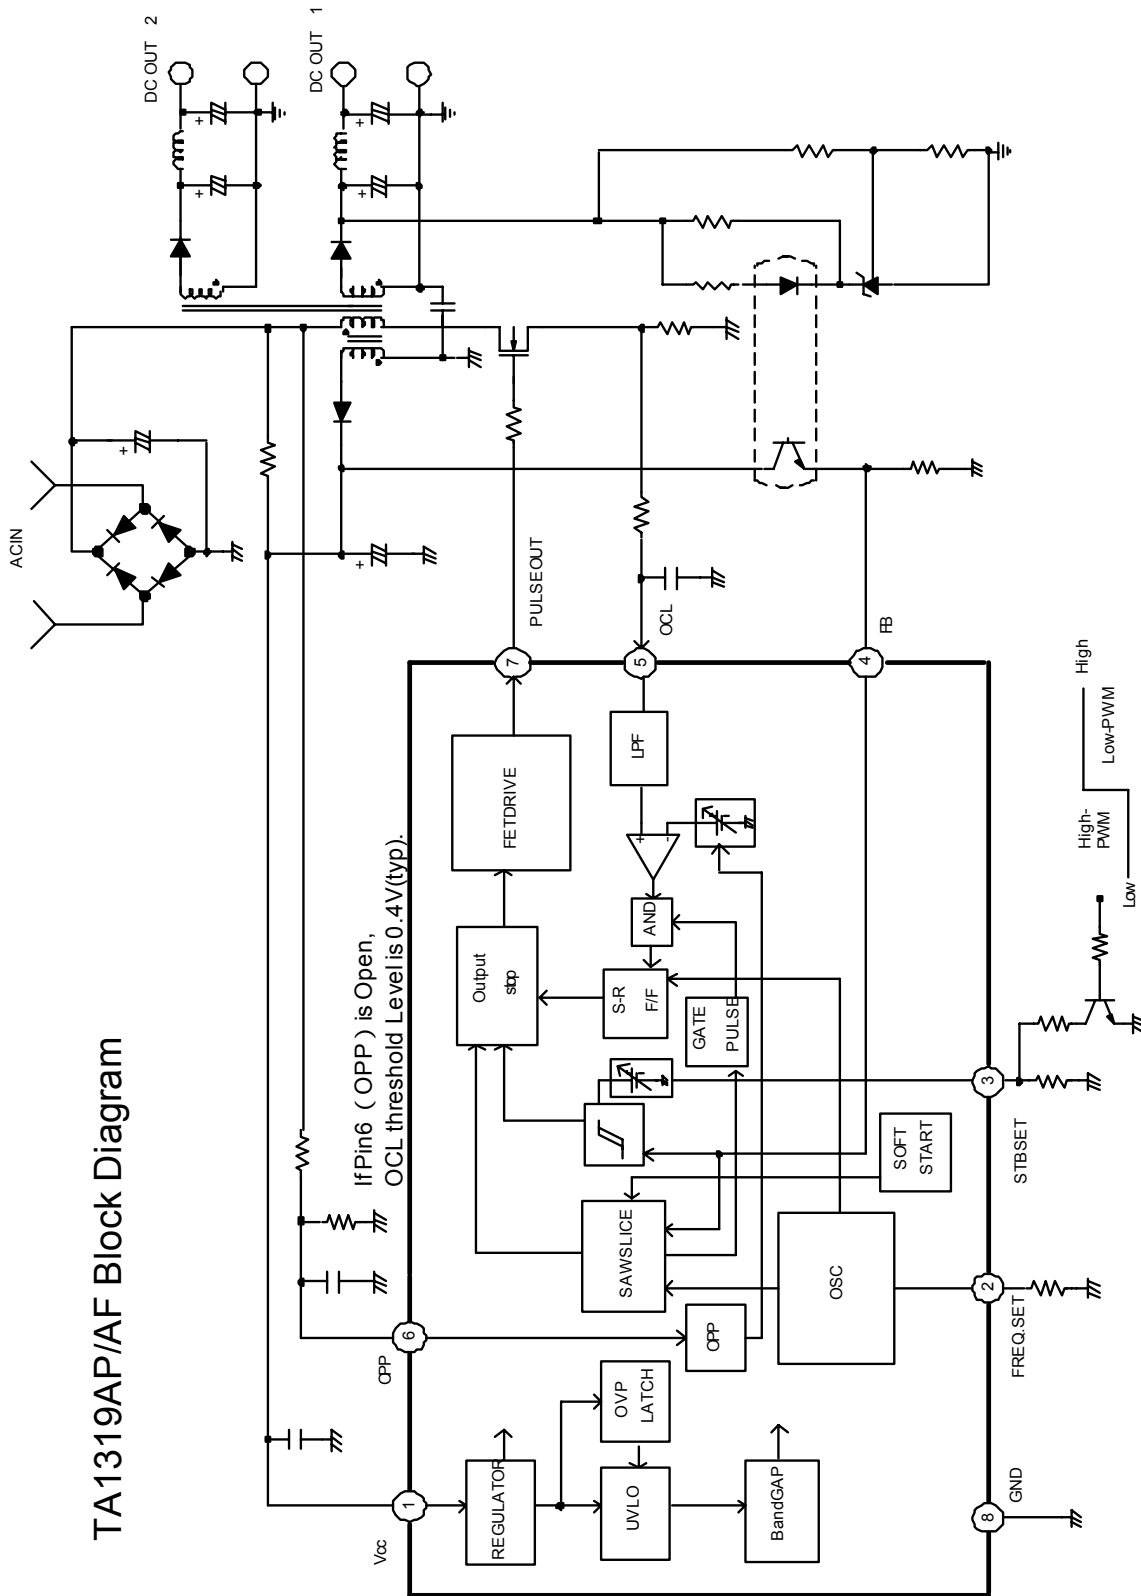 TA1319AP/AF Block Diagram
ACIN
DC OUT 2
DC OUT 1
If Pin6 ( OPP ) is Open,
OCL threshold Level is 0.4V(typ).
Vcc
OPP
PULSEOUT
OCL
FB
1
6
7
5
4
REGULATOR
OVP
LATCH
UVLO
BandGAP
OPP
SAWSLICE
OSC
SOFT
START
Output
stop
FETDRIVE
S-R
F/F
AND
GATE
PULSE
LPF
+
-
+
+
+
+
+
+
8
2
3
GND
FREQ.SET
STBSET
Low
High-
PWM
Low-PWM
High